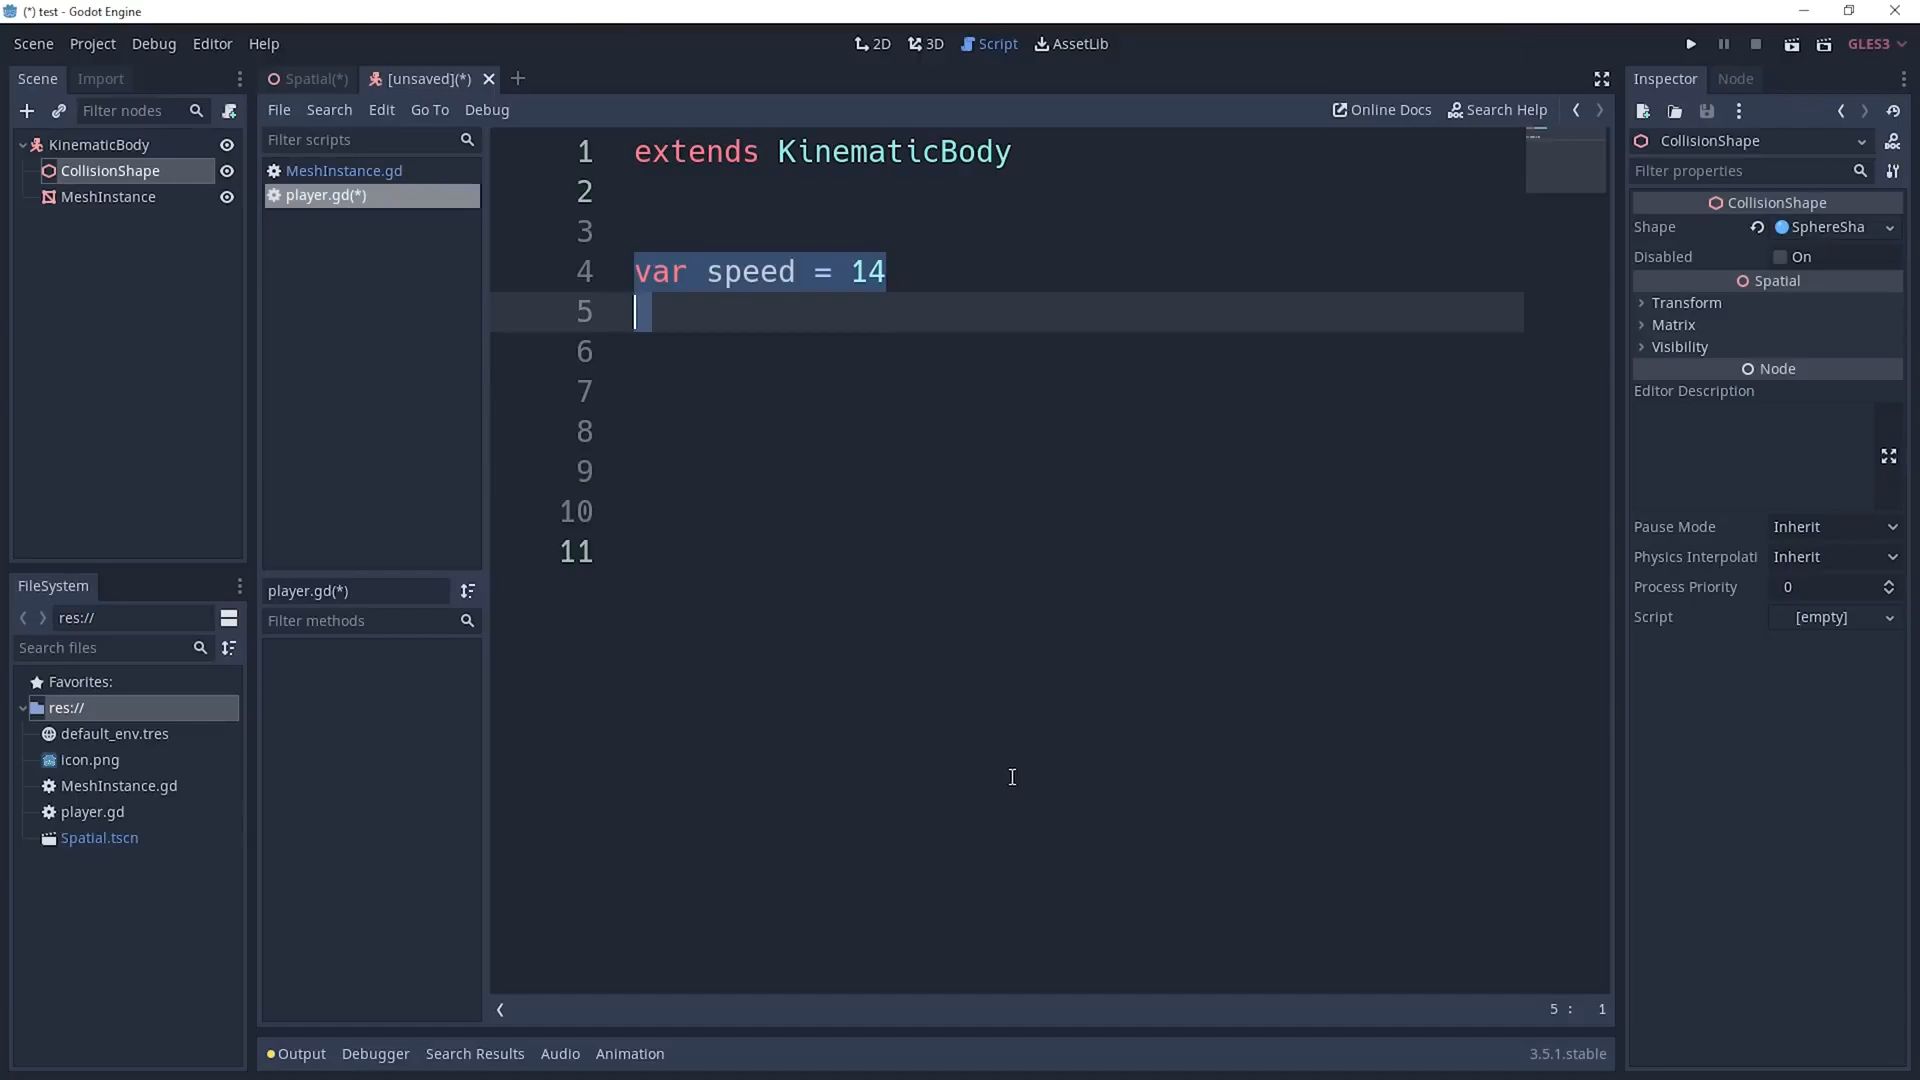 (*) test - Godot Engine
Scene Project Debug Editor Help
2D 3D Script AssetLib
GLES3
Scene Import
Filter nodes
KinematicBody
CollisionShape
MeshInstance
FileSystem
res://
Search files
Favorites:
res://
default_env.tres
icon.png
MeshInstance.gd
player.gd
Spatial.tscn
Spatial(*) [unsaved](*)
File Search Edit Go To Debug
Online Docs Search Help
Filter scripts
MeshInstance.gd
player.gd(*)
player.gd(*)
Filter methods
1 extends KinematicBody
2
3
4 var speed = 14
5
6
7
8
9
10
11
5 : 1
Output Debugger Search Results Audio Animation
3.5.1.stable
Inspector Node
CollisionShape
Filter properties
CollisionShape
Shape SphereSha
Disabled On
Spatial
Transform
Matrix
Visibility
Node
Editor Description
Pause Mode Inherit
Physics Interpolati Inherit
Process Priority 0
Script [empty]